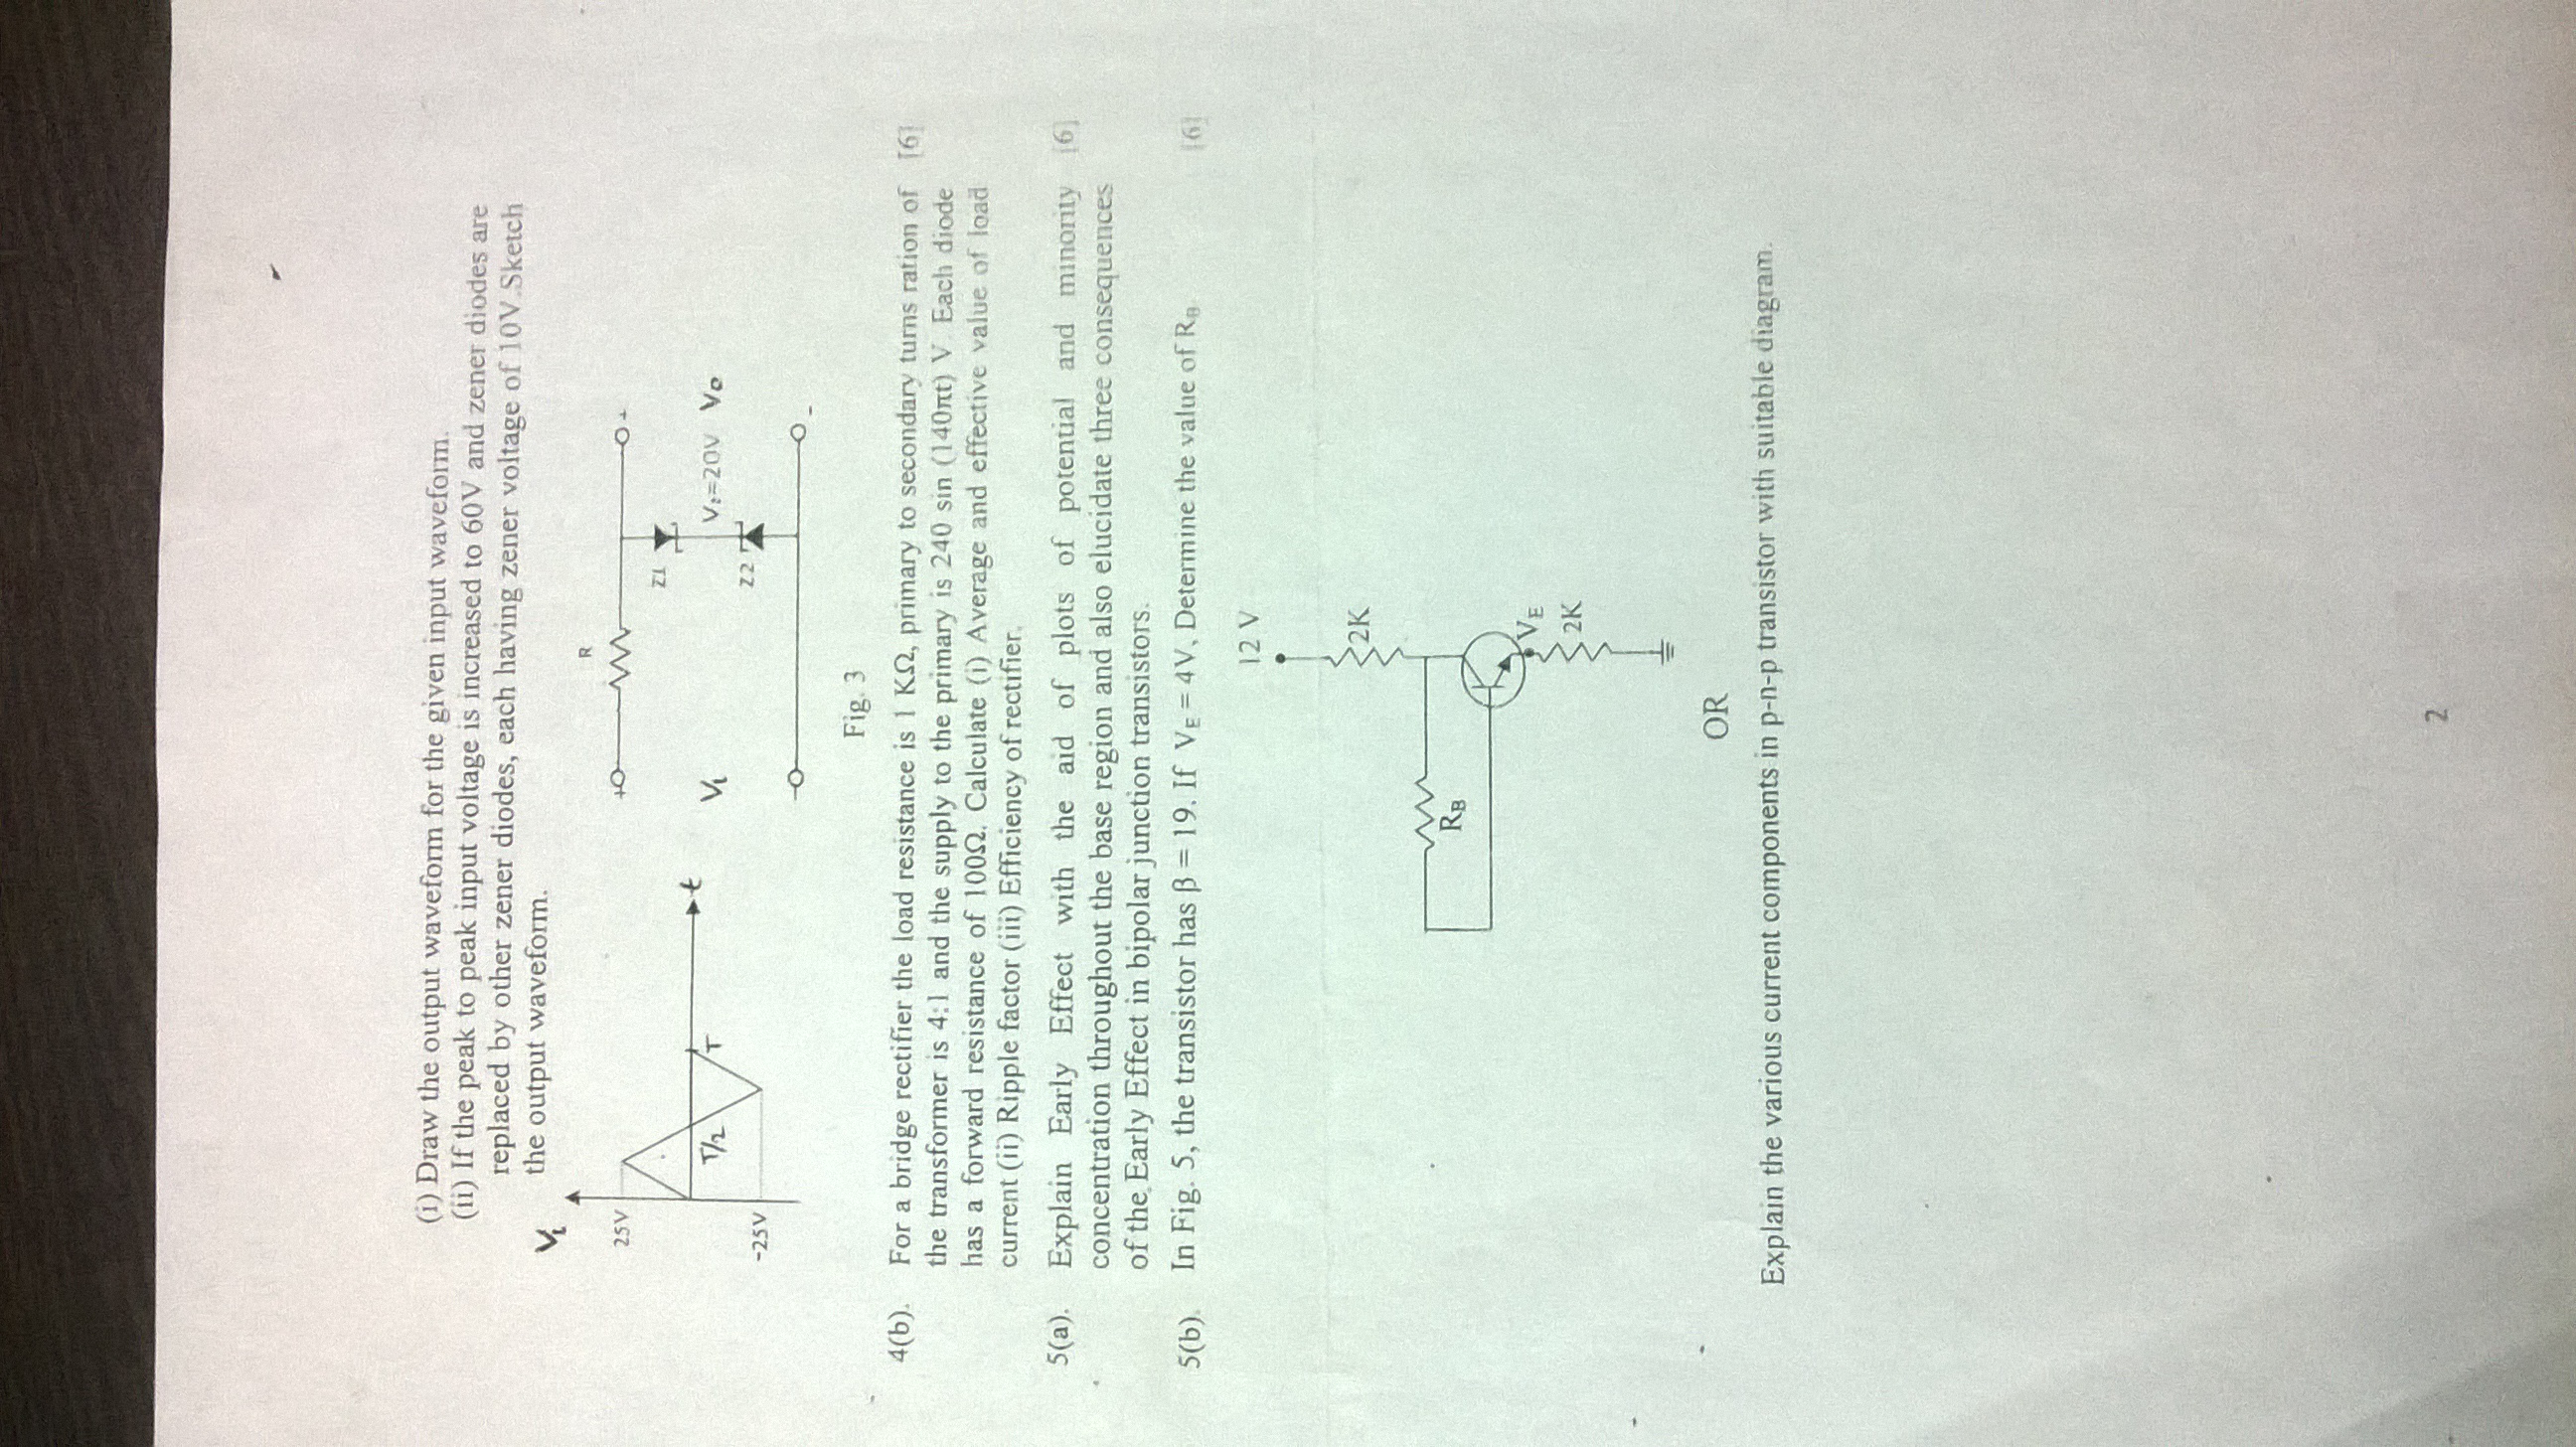 (i) Draw the output waveform for the given input waveform.
(ii) If the peak to peak input voltage is increased to 60V and zener diodes are
replaced by other zener diodes, each having zener voltage of 10V.Sketch
the output waveform.
Vi
25V
-25V
T/2
T
t
R
+
+
Vi
Z1
Z2
Vz=20V
Vo
-
-
Fig. 3
4(b). For a bridge rectifier the load resistance is 1 KΩ, primary to secondary turns ration of [6]
the transformer is 4:1 and the supply to the primary is 240 sin (140πt) V. Each diode
has a forward resistance of 100Ω. Calculate (i) Average and effective value of load
current (ii) Ripple factor (iii) Efficiency of rectifier.
5(a). Explain Early Effect with the aid of plots of potential and minority [6]
concentration throughout the base region and also elucidate three consequences
of the Early Effect in bipolar junction transistors.
5(b). In Fig. 5, the transistor has β = 19. If VE = 4V, Determine the value of RB. [6]
12 V
2K
RB
VE
2K
OR
Explain the various current components in p-n-p transistor with suitable diagram.
2